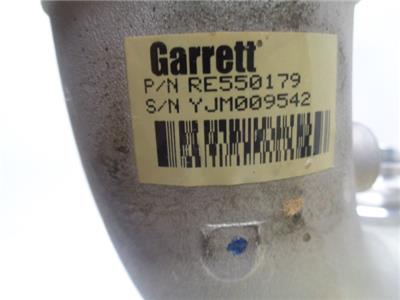 Garrett®
P/N RE550179
S/N YJM009542